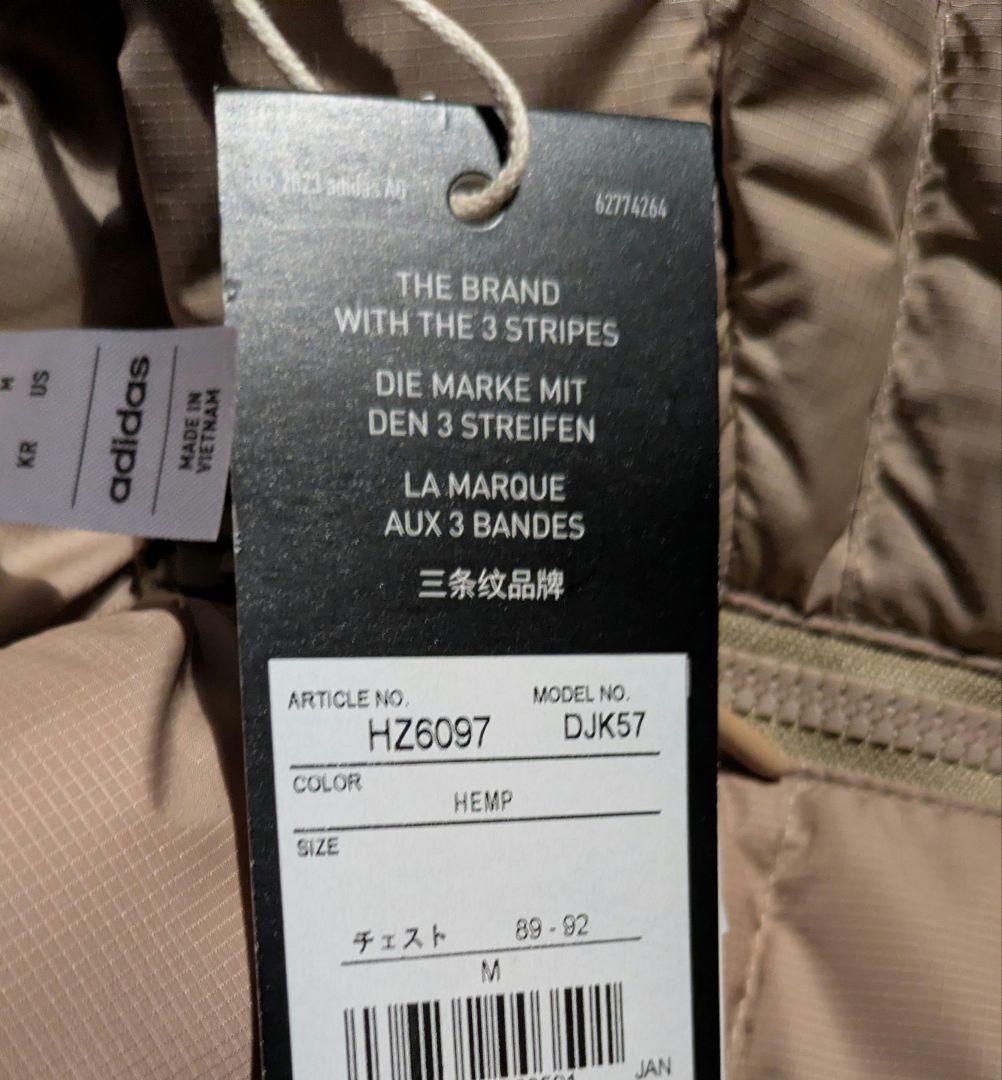 2023 adidas AG
62774264
THE BRAND
WITH THE 3 STRIPES
DIE MARKE MIT
DEN 3 STREIFEN
LA MARQUE
AUX 3 BANDES
三条纹品牌
M
US
KR
adidas
MADE IN
VIETNAM
ARTICLE NO.
MODEL NO.
HZ6097
DJK57
COLOR
HEMP
SIZE
チェスト 89 - 92
M
JAN